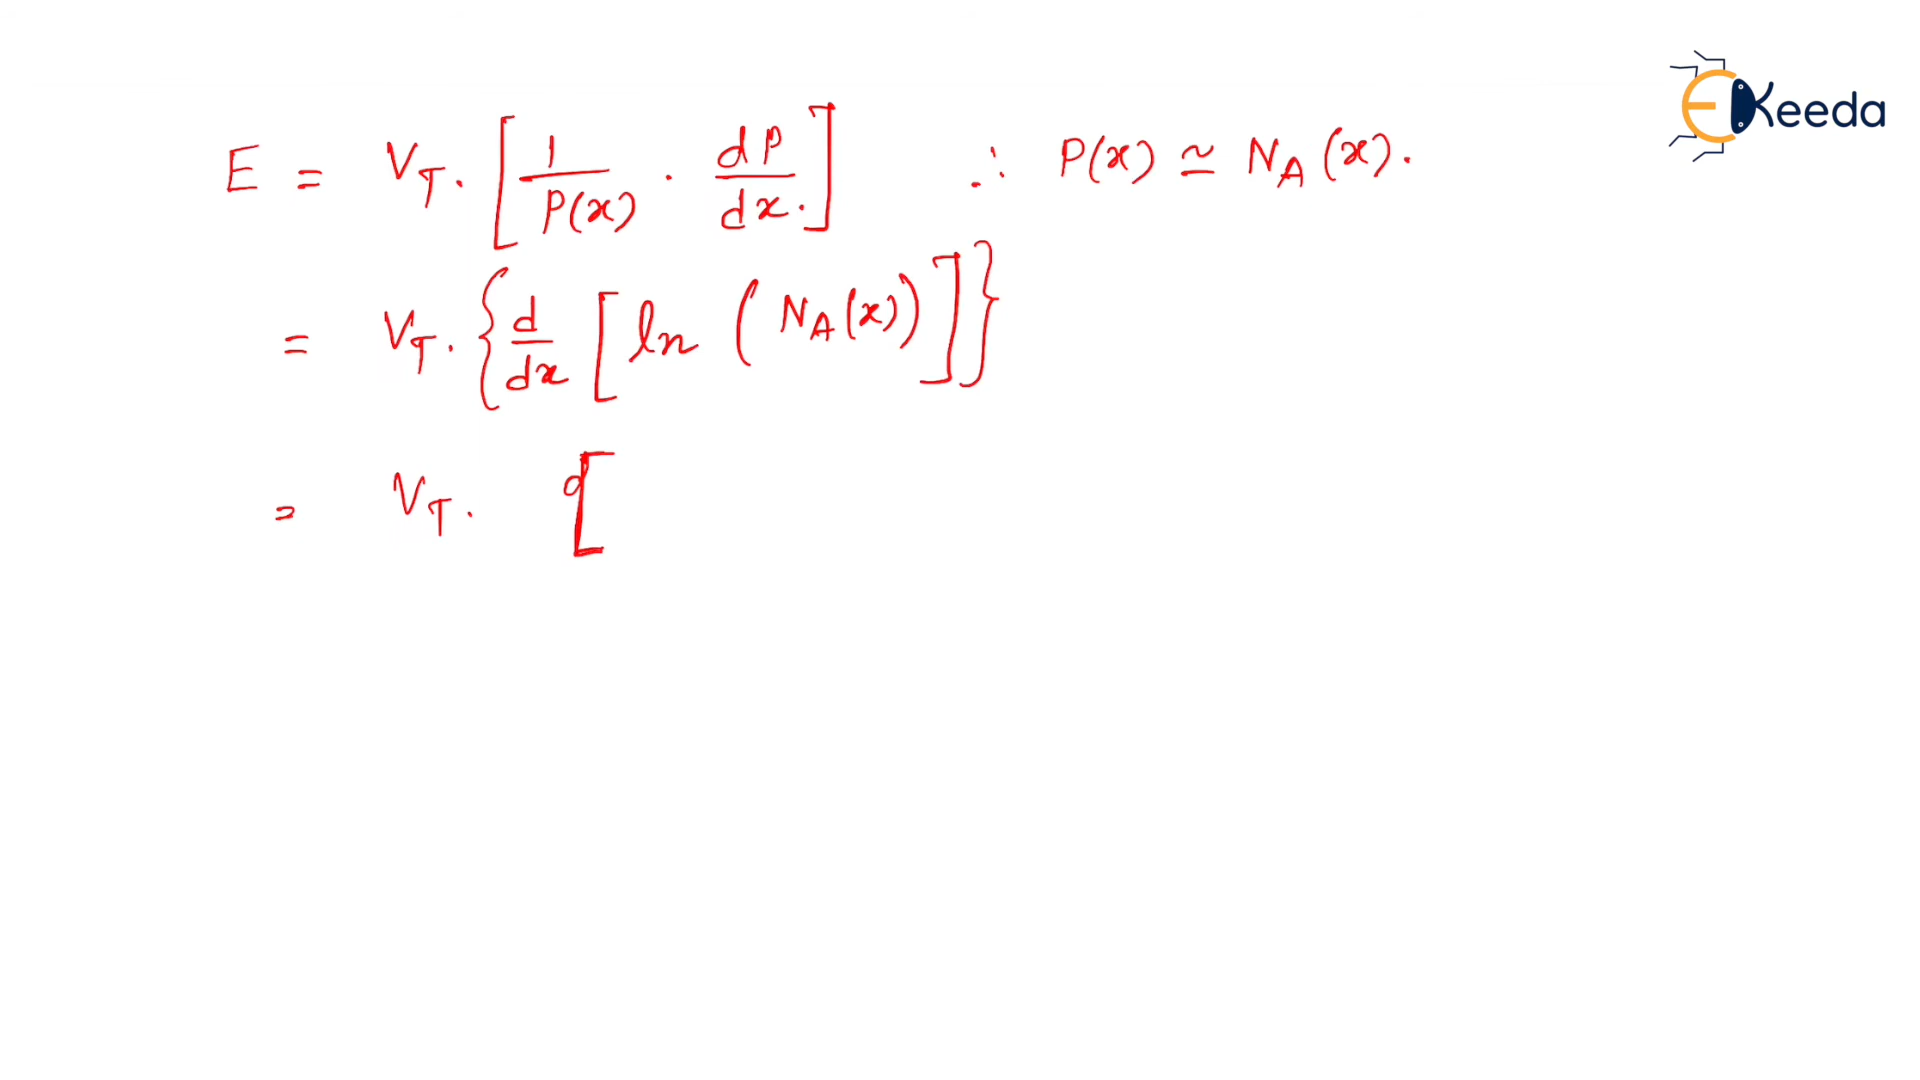 EKeeda
E = V_T . [ 1/P(x) . dP/dx. ] ∴ P(x) ≃ N_A (x).
= V_T . { d/dx [ ln ( N_A(x) ) ] }
= V_T . [